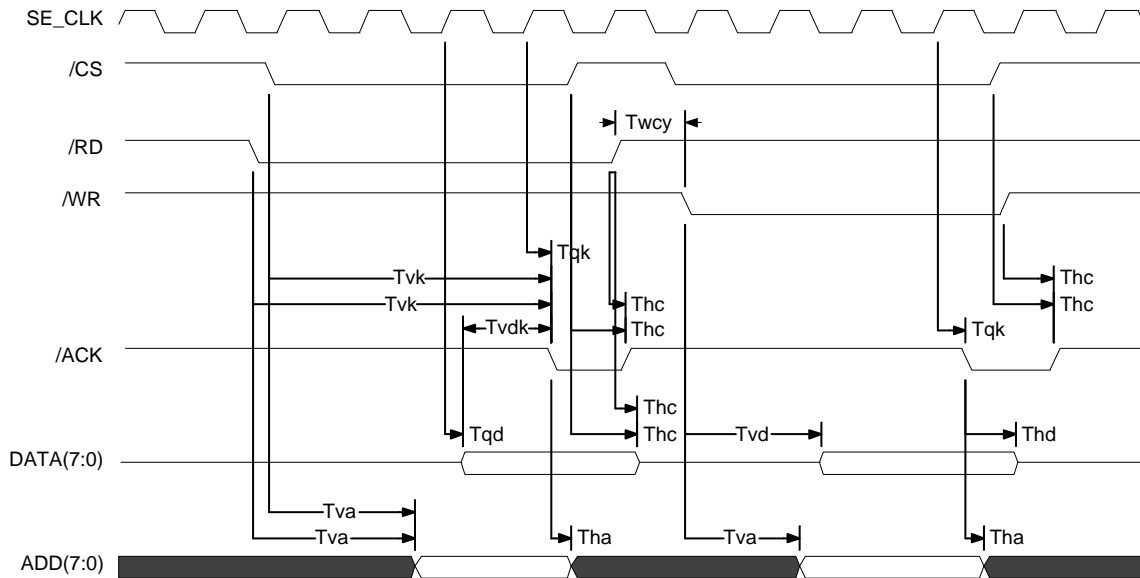 SE_CLK
/CS
Twcy
/RD
/WR
Tqk
Tvk
Thc
Tvk
Thc
Thc
Tvdk
Thc
Tqk
/ACK
Thc
Tqd
Thc
Tvd
Thd
DATA(7:0)
Tva
Tva
Tha
Tva
Tha
ADD(7:0)